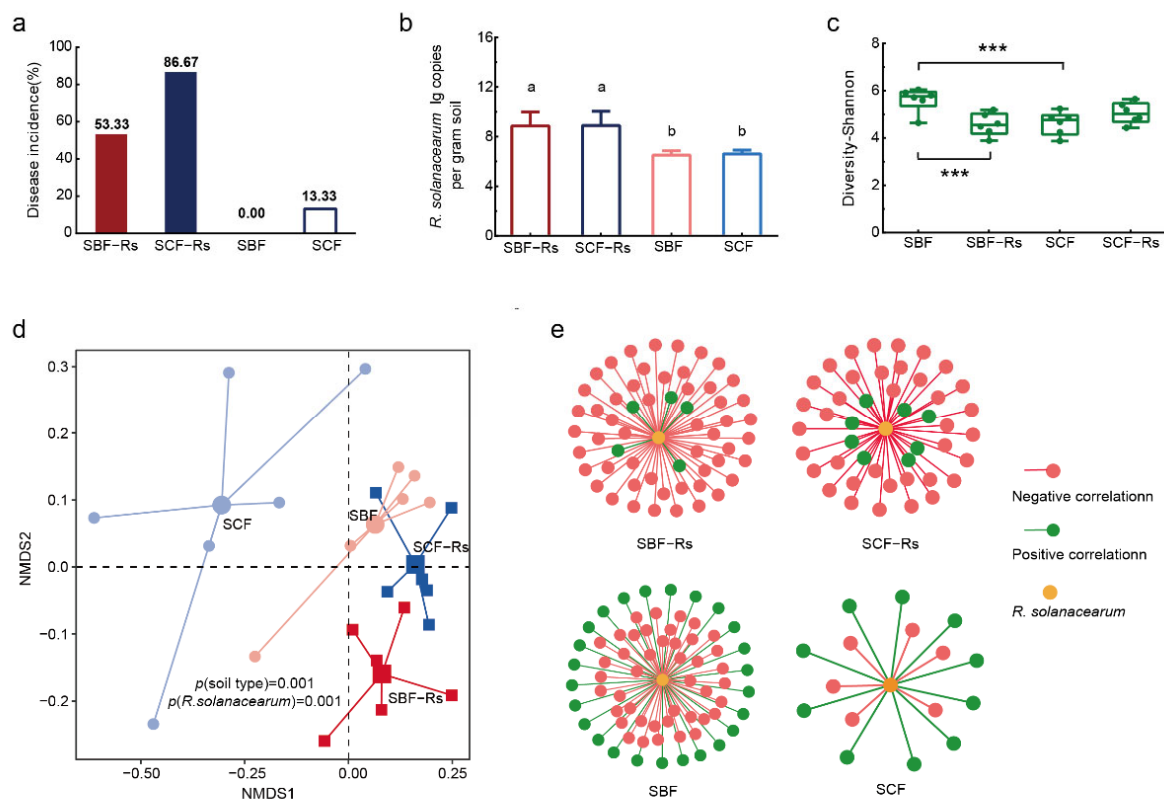 a
Disease incidence(%)
100
80
60
40
20
0
53.33
86.67
0.00
13.33
SBF-Rs
SCF-Rs
SBF
SCF
b
R. solanacearum lg copies
per gram soil
16
12
8
4
0
a
a
b
b
SBF-Rs
SCF-Rs
SBF
SCF
c
Diversity-Shannon
8
6
4
2
0
***
***
SBF
SBF-Rs
SCF
SCF-Rs
d
NMDS2
0.3
0.2
0.1
0.0
−0.1
−0.2
SCF
SBF
SCF-Rs
SBF-Rs
p(soil type)=0.001
p(R.solanacearum)=0.001
−0.50
−0.25
0.00
0.25
NMDS1
e
SBF-Rs
SCF-Rs
SBF
SCF
Negative correlationn
Positive correlationn
R. solanacearum